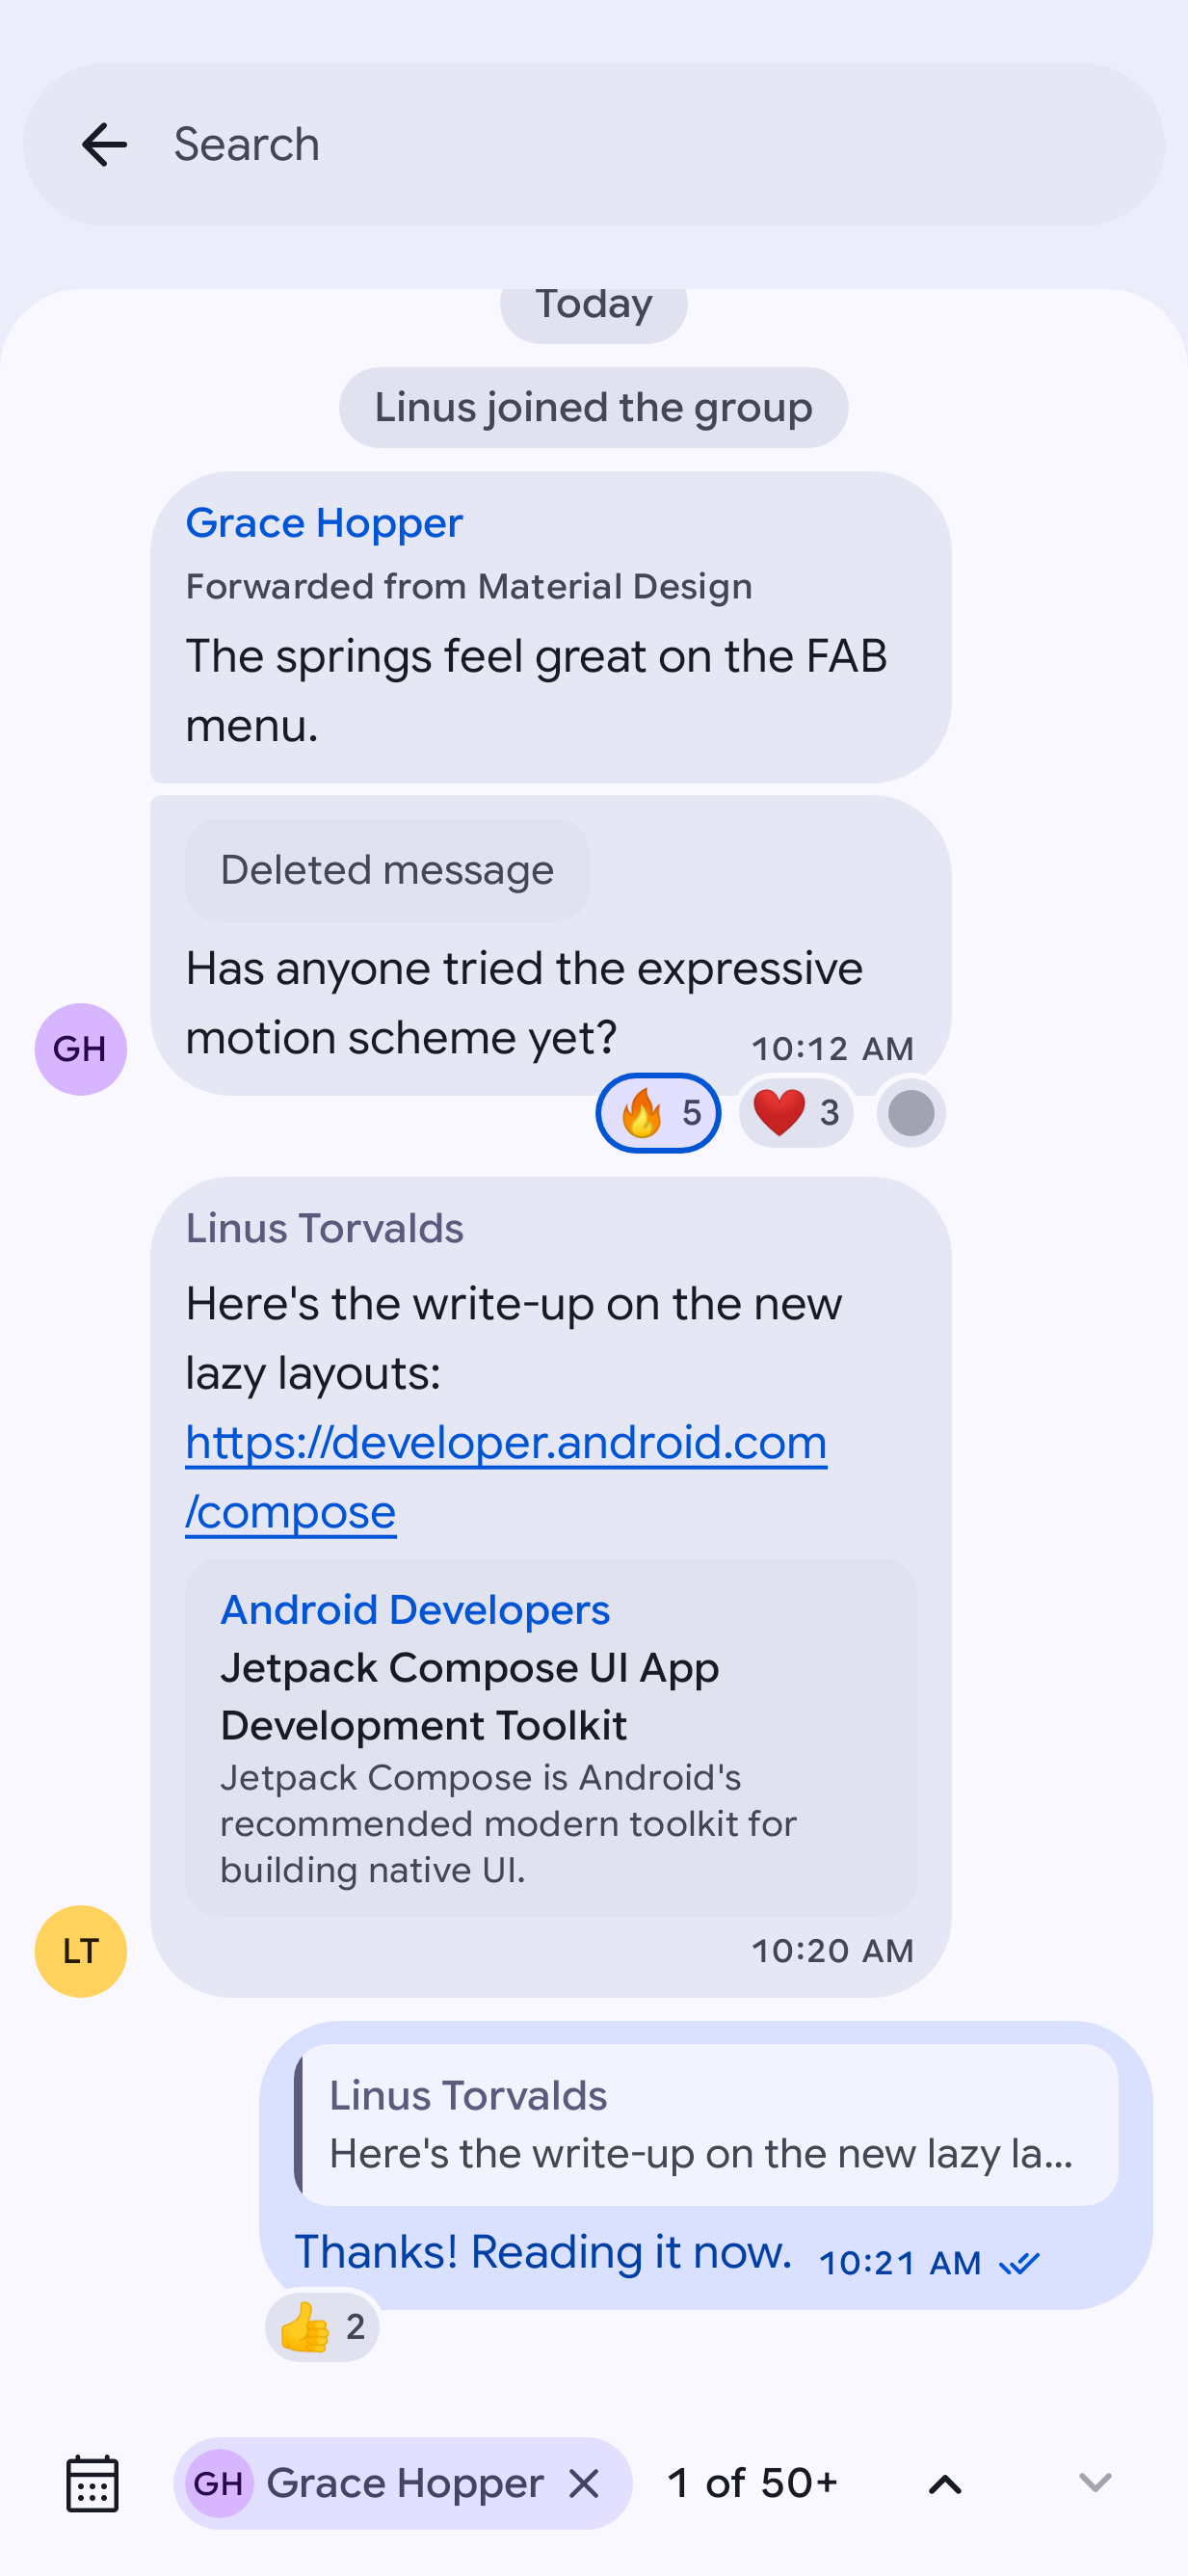 Search
Today
Linus joined the group
Grace Hopper
Forwarded from Material Design
The springs feel great on the FAB
menu.
Deleted message
Has anyone tried the expressive
motion scheme yet?
10:12 AM
GH
5
3
Linus Torvalds
Here's the write-up on the new
lazy layouts:
https://developer.android.com
/compose
Android Developers
Jetpack Compose UI App
Development Toolkit
Jetpack Compose is Android's
recommended modern toolkit for
building native UI.
LT
10:20 AM
Linus Torvalds
Here's the write-up on the new lazy la...
Thanks! Reading it now. 10:21 AM
2
GH Grace Hopper 1 of 50+